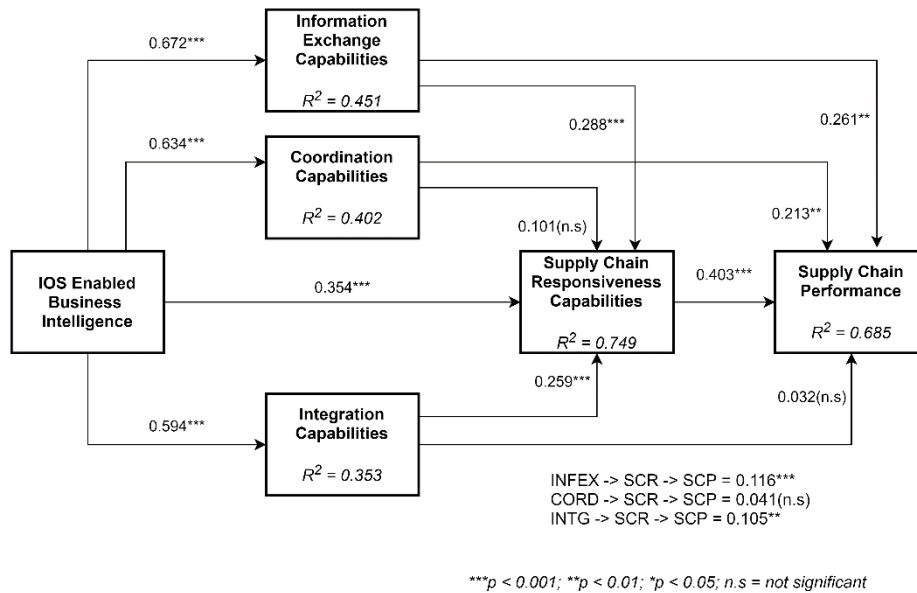 Information
Exchange
Capabilities
R² = 0.451
0.672***
0.288***
0.261**
0.634***
Coordination
Capabilities
R² = 0.402
0.101(n.s)
0.213**
IOS Enabled
Business
Intelligence
0.354***
Supply Chain
Responsiveness
Capabilities
R² = 0.749
0.403***
Supply Chain
Performance
R² = 0.685
0.594***
Integration
Capabilities
R² = 0.353
0.259***
0.032(n.s)
INFEX -> SCR -> SCP = 0.116***
CORD -> SCR -> SCP = 0.041(n.s)
INTG -> SCR -> SCP = 0.105**
***p < 0.001; **p < 0.01; *p < 0.05; n.s = not significant